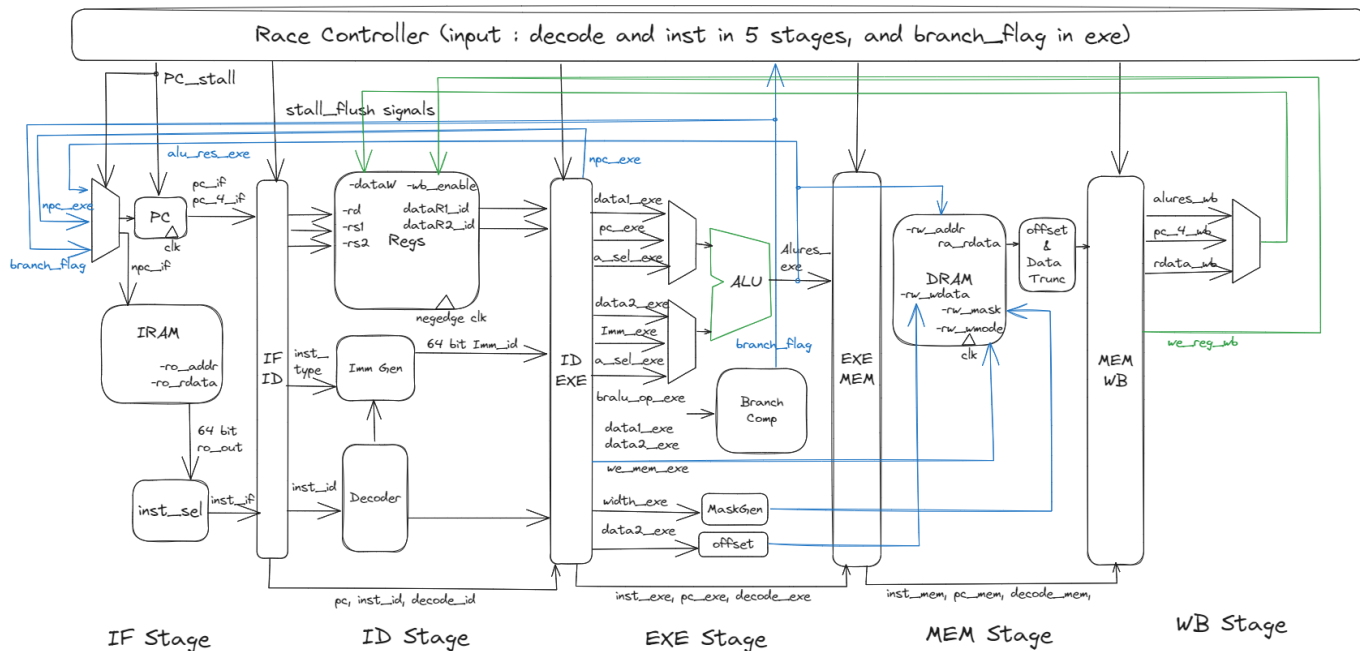 Race Controller (input : decode and inst in 5 stages, and branch_flag in exe)
PC_stall
stall_flush signals
alu_res_exe
npc_exe
branch_flag
PC
clk
pc_if
pc_4_if
npc_if
IRAM
-ro_addr
-ro_rdata
64 bit
ro_out
inst_sel
inst_if
IF
ID
-dataW
-wb_enable
-rd
-rs1
-rs2
dataR1_id
dataR2_id
Regs
negedge clk
inst_
type
Imm Gen
64 bit Imm_id
inst_id
Decoder
pc, inst_id, decode_id
ID
EXE
npc_exe
data1_exe
pc_exe
a_sel_exe
data2_exe
Imm_exe
a_sel_exe
ALU
Alures_
exe
branch_flag
bralu_op_exe
data1_exe
data2_exe
Branch
Comp
we_mem_exe
width_exe
MaskGen
data2_exe
offset
inst_exe, pc_exe, decode_exe
EXE
MEM
-rw_addr
ra_rdata
DRAM
-rw_wdata
-rw_mask
-rw_wmode
clk
offset
&
Data
Trunc
inst_mem, pc_mem, decode_mem,
MEM
WB
alures_wb
pc_4_wb
rdata_wb
we_reg_wb
IF Stage
ID Stage
EXE Stage
MEM Stage
WB Stage